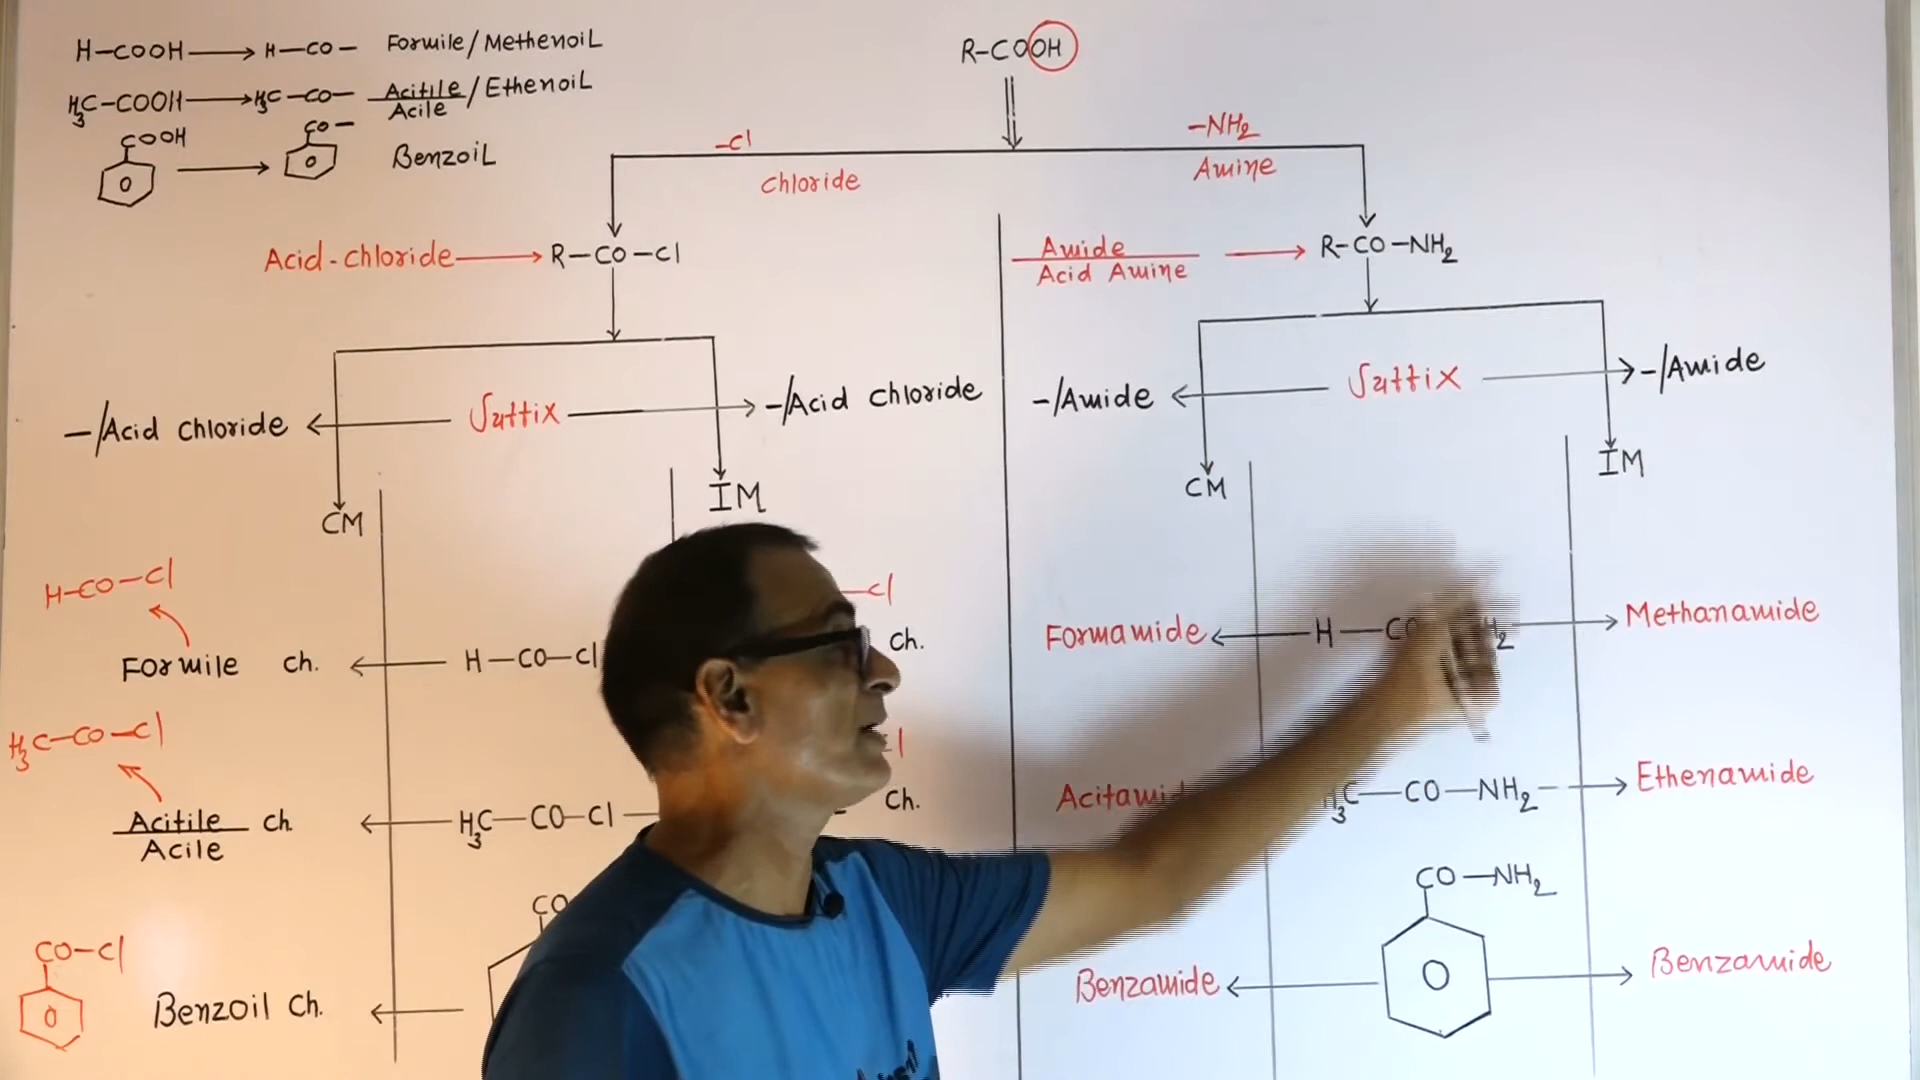 H-COOH → H-CO- Formile/MethenoiL
H₃C-COOH → H₃C-CO- Acitile/EthenoiL
Acile
COOH → CO- BenzoiL
R-COOH
-Cl
Chloride
-NH₂
Amine
Acid-chloride → R-CO-Cl
Amide → R-CO-NH₂
Acid Amine
-/Acid chloride ← Suffix → -/Acid chloride
-/Amide ← Suffix → -/Amide
CM
IM
CM
IM
H-CO-Cl
Cl
Formile ch. ← H-CO-Cl
ch.
Formamide ← H-CO → Methanamide
H₃C-CO-Cl
Acitile ch. ← H₃C-CO-Cl
Acile
Ch.
H₃C-CO-NH₂ → Ethenamide
CO-Cl
Benzoil Ch. ← CO
CO-NH₂
Benzamide ← → Benzamide